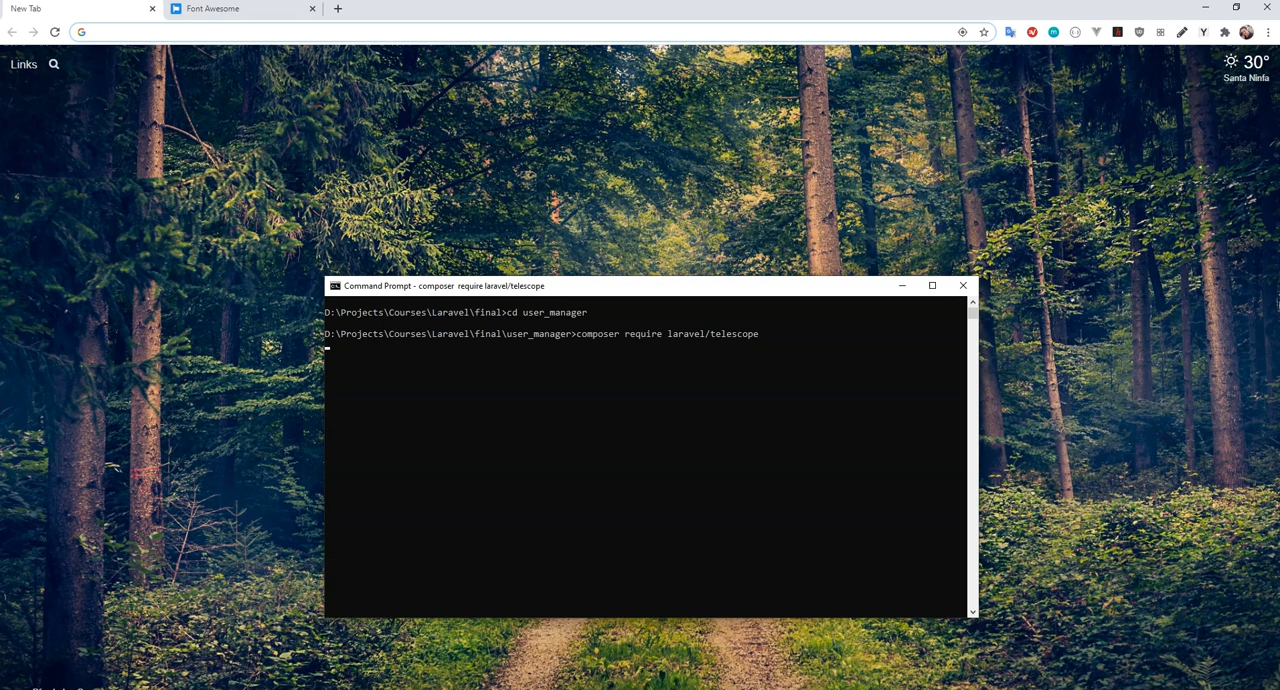 New Tab
Font Awesome
Links
30°
Santa Ninfa
Command Prompt - composer require laravel/telescope
D:\Projects\Courses\Laravel\final>cd user_manager
D:\Projects\Courses\Laravel\final\user_manager>composer require laravel/telescope